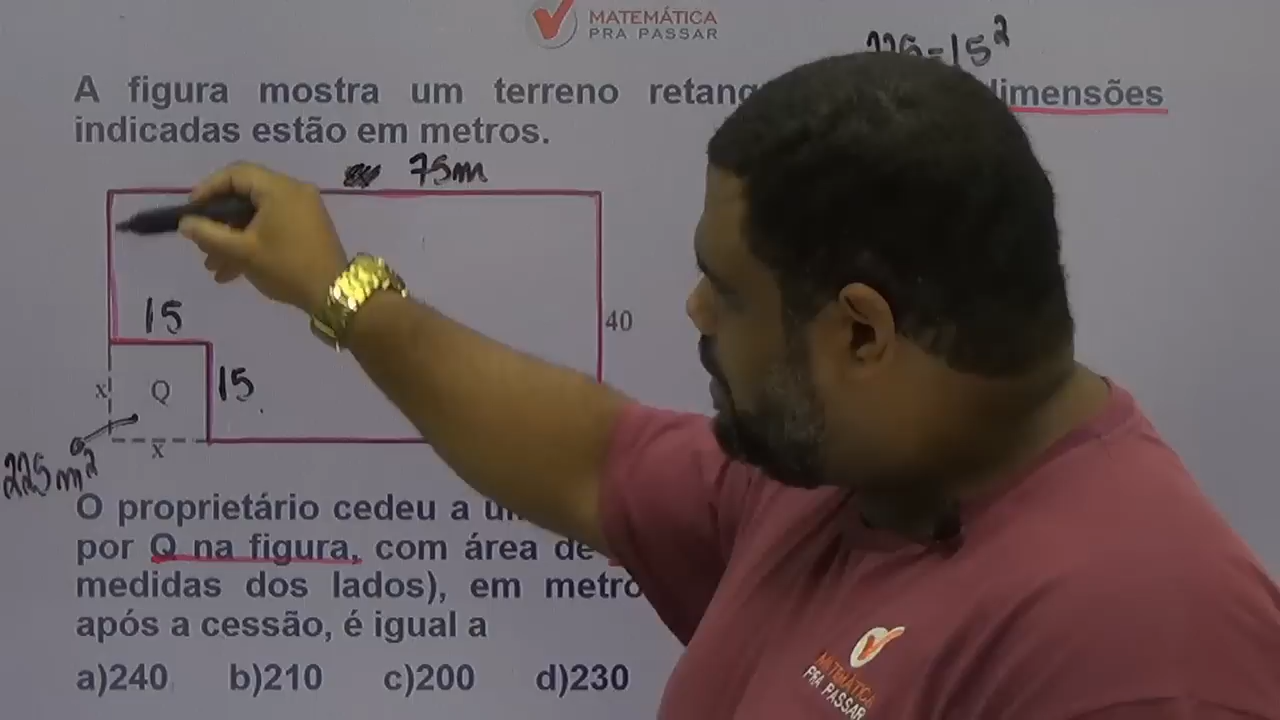 MATEMÁTICA
PRA PASSAR
225=15²
A figura mostra um terreno dimensões
indicadas estão em metros.
75m
15
40
x Q 15
x
225m²
O proprietário cedeu a
por Q na figura, com área de
medidas dos lados), em
após a cessão, é igual a
a)240 b)210 c)200 d)230
MATEMÁTICA
PRA PASSAR